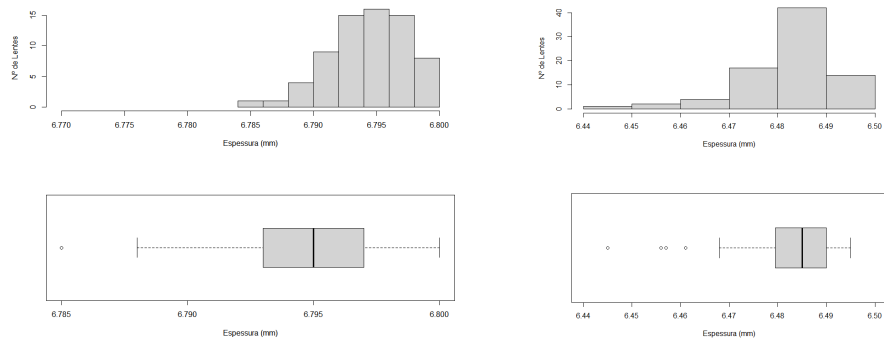 Nº de Lentes
15
10
5
0
6.770 6.775 6.780 6.785 6.790 6.795 6.800
Espessura (mm)
Nº de Lentes
40
30
20
10
0
6.44 6.45 6.46 6.47 6.48 6.49 6.50
Espessura (mm)
6.785 6.790 6.795 6.800
Espessura (mm)
6.44 6.45 6.46 6.47 6.48 6.49 6.50
Espessura (mm)